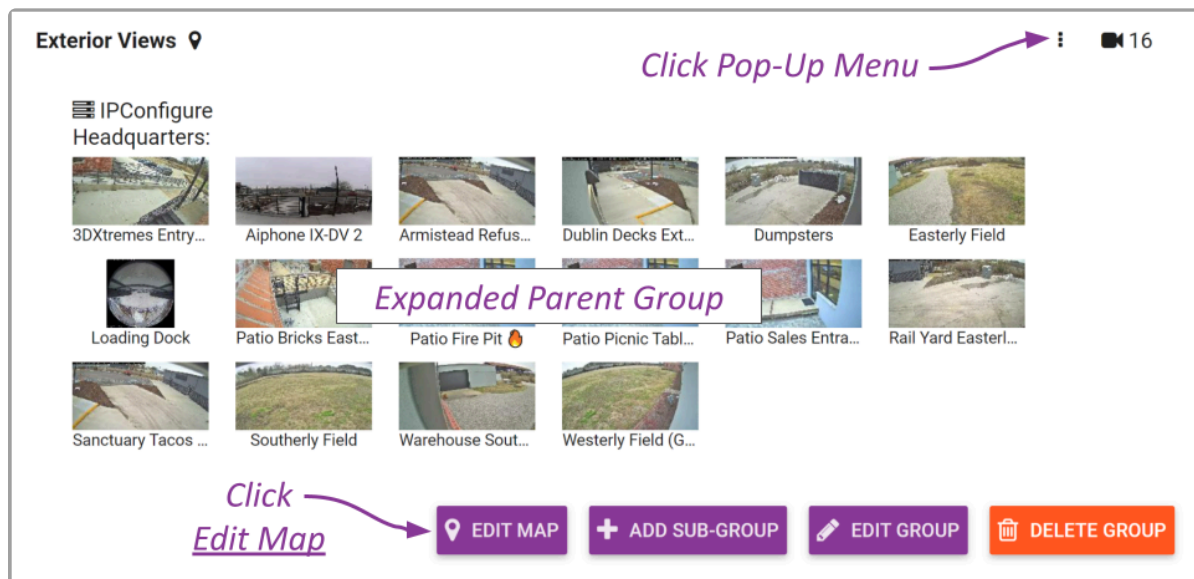 Exterior Views
16
Click Pop-Up Menu
IPConfigure
Headquarters:
3DXtremes Entry...
Aiphone IX-DV 2
Armistead Refus...
Dublin Decks Ext...
Dumpsters
Easterly Field
Expanded Parent Group
Loading Dock
Patio Bricks East...
Patio Fire Pit 🔥
Patio Picnic Tabl...
Patio Sales Entra...
Rail Yard Easterl...
Sanctuary Tacos ...
Southerly Field
Warehouse Sout...
Westerly Field (G...
Click
Edit Map
EDIT MAP
ADD SUB-GROUP
EDIT GROUP
DELETE GROUP